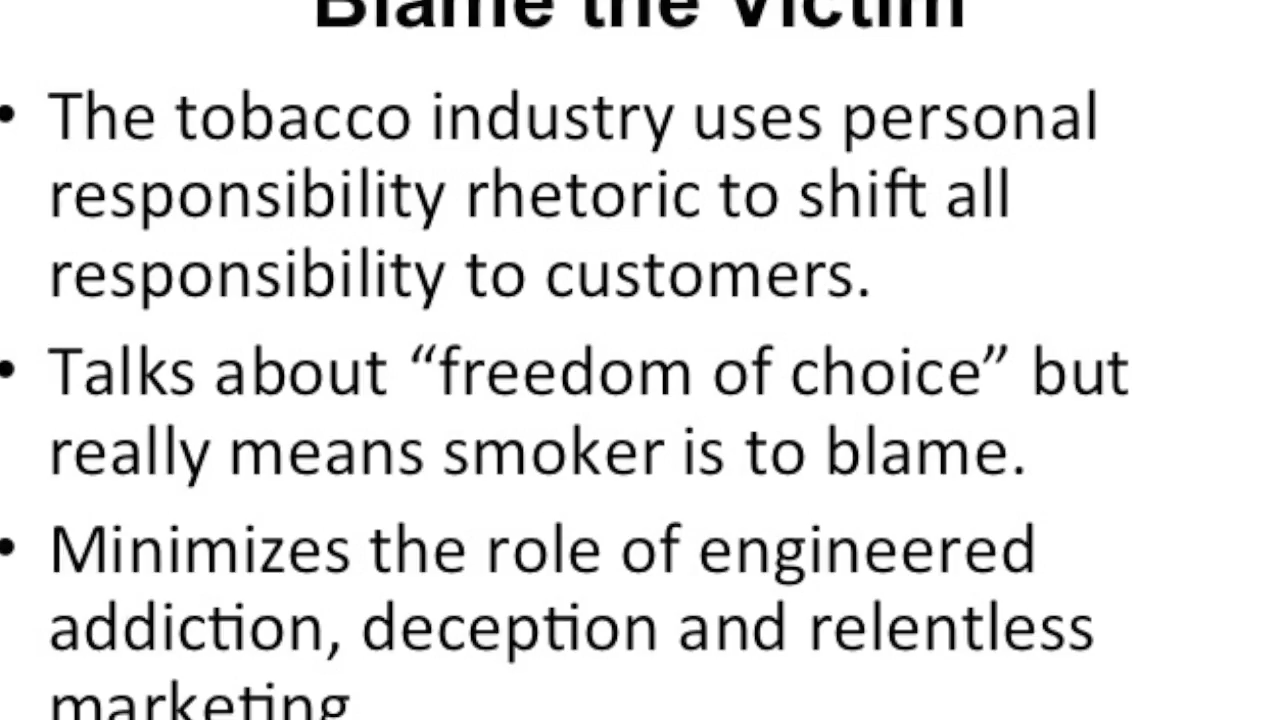 Blame the Victim
• The tobacco industry uses personal
responsibility rhetoric to shift all
responsibility to customers.
• Talks about “freedom of choice” but
really means smoker is to blame.
• Minimizes the role of engineered
addiction, deception and relentless
marketing